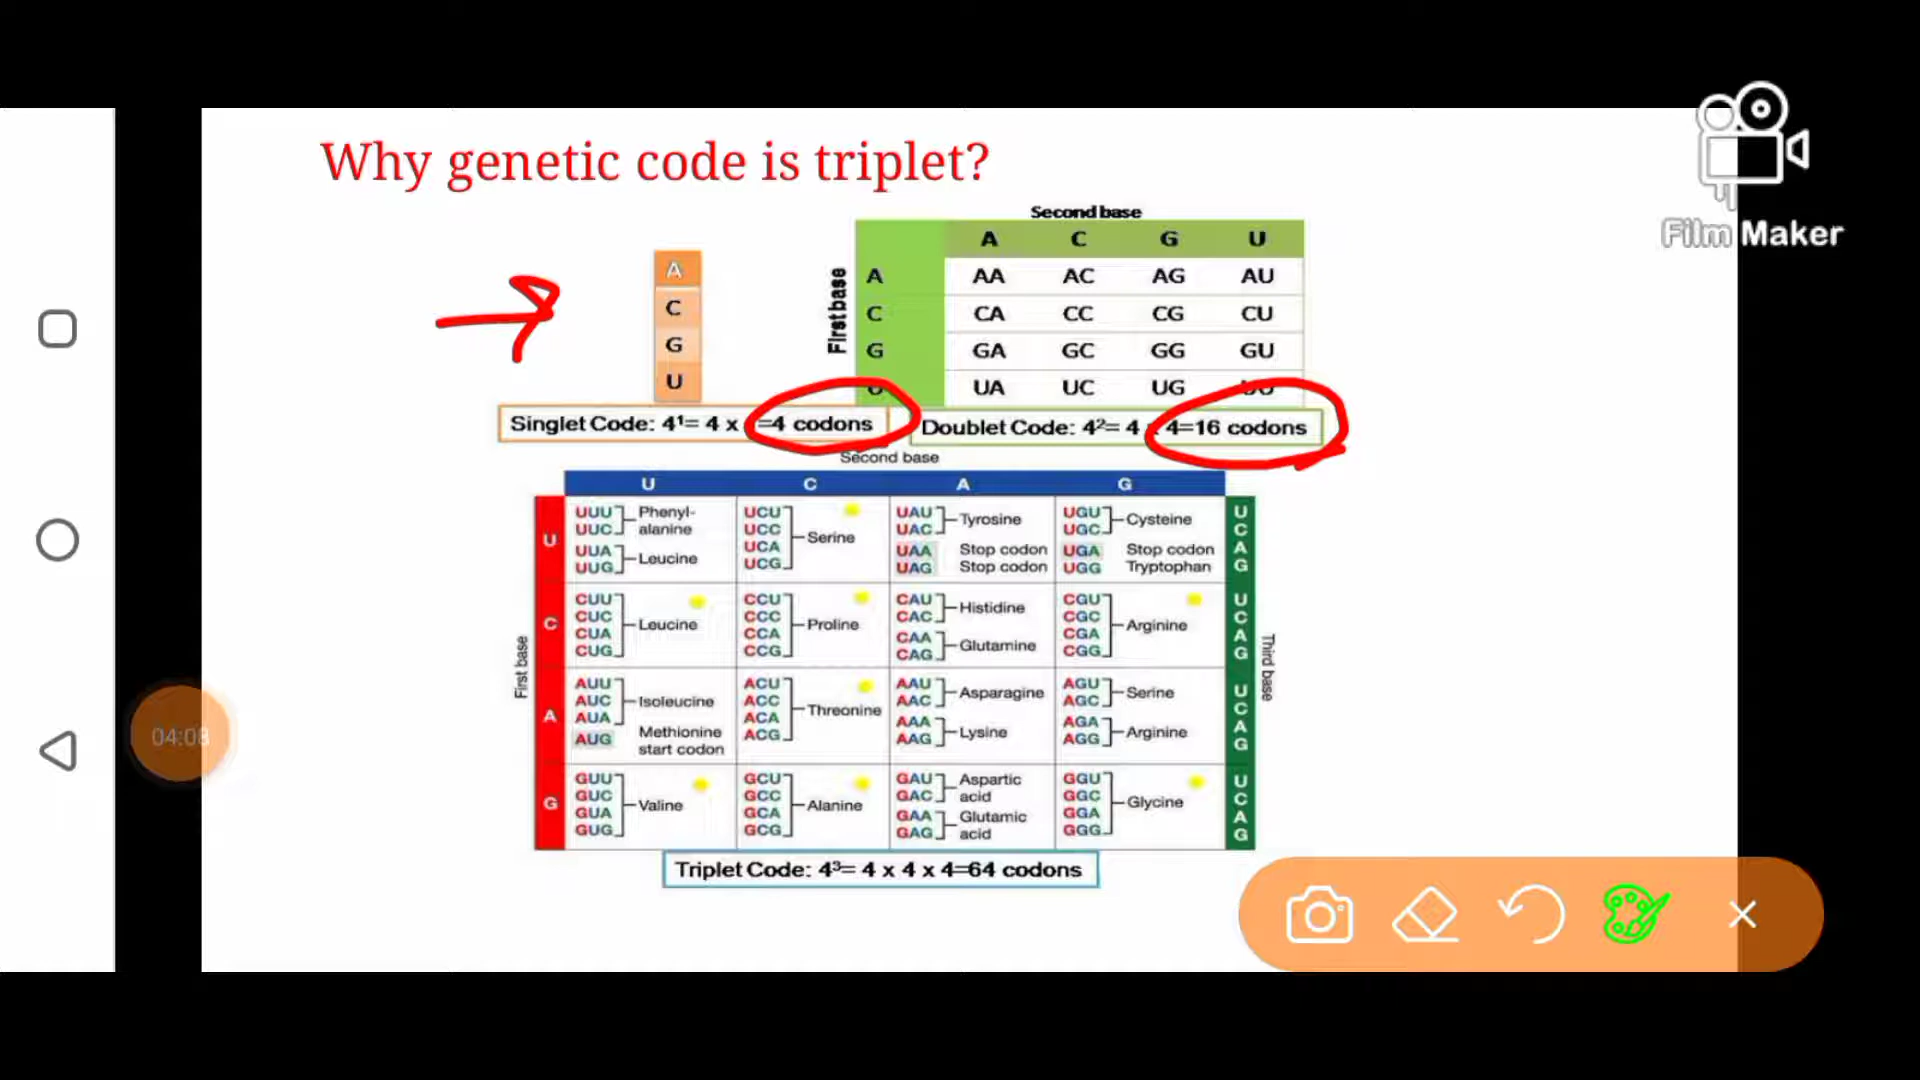 Why genetic code is triplet?
Film Maker
A
C
G
U
Singlet Code: 4¹= 4 x =4 codons
Second base
A C G U
First base
A AA AC AG AU
C CA CC CG CU
G GA GC GG GU
U UA UC UG
Doublet Code: 4²= 4 4=16 codons
Second base
U C A G
First base
Third base
U
UUU
UUC
Phenyl-
alanine
UUA
UUG
Leucine
UCU
UCC
UCA
UCG
Serine
UAU
UAC
Tyrosine
UAA Stop codon
UAG Stop codon
UGU
UGC
Cysteine
UGA Stop codon
UGG Tryptophan
U
C
A
G
C
CUU
CUC
CUA
CUG
Leucine
CCU
CCC
CCA
CCG
Proline
CAU
CAC
Histidine
CAA
CAG
Glutamine
CGU
CGC
CGA
CGG
Arginine
U
C
A
G
A
AUU
AUC
AUA
Isoleucine
AUG Methionine
start codon
ACU
ACC
ACA
ACG
Threonine
AAU
AAC
Asparagine
AAA
AAG
Lysine
AGU
AGC
Serine
AGA
AGG
Arginine
U
C
A
G
G
GUU
GUC
GUA
GUG
Valine
GCU
GCC
GCA
GCG
Alanine
GAU
GAC
Aspartic
acid
GAA
GAG
Glutamic
acid
GGU
GGC
GGA
GGG
Glycine
U
C
A
G
Triplet Code: 4³= 4 x 4 x 4=64 codons
04:08